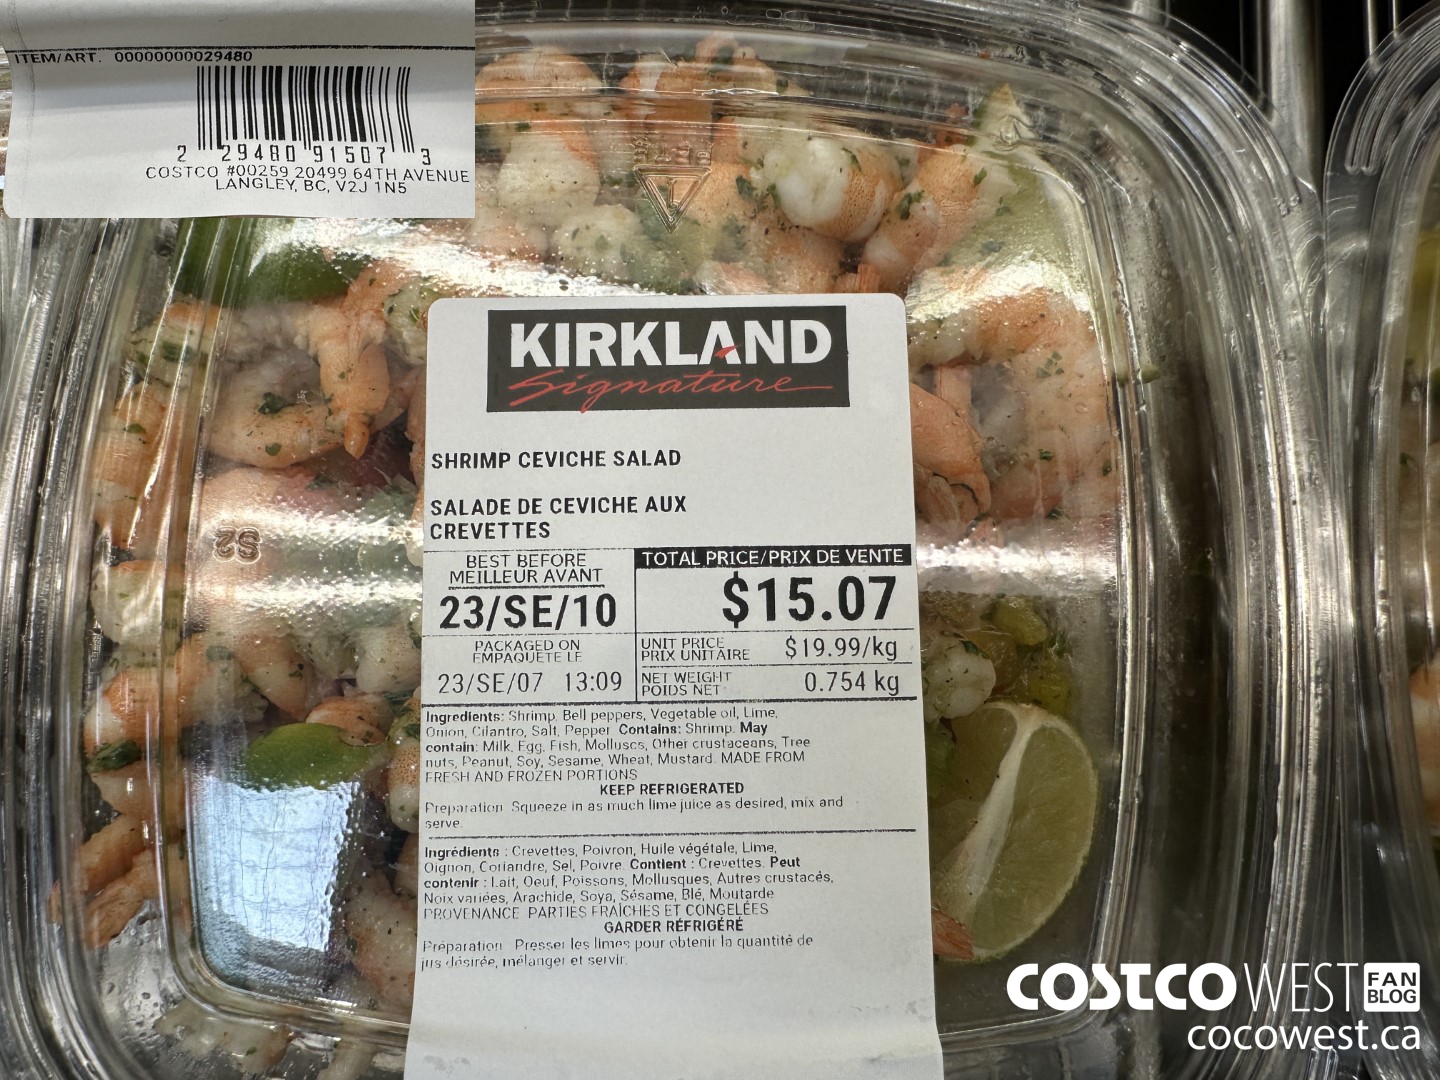 ITEM/ART. 00000000029480
2 29480 91507 3
COSTCO #00259 20499 64TH AVENUE
LANGLEY, BC, V2J 1N5
KIRKLAND
Signature
SHRIMP CEVICHE SALAD
SALADE DE CEVICHE AUX
CREVETTES
BEST BEFORE
MEILLEUR AVANT
23/SE/10
PACKAGED ON
EMPAQUETE LE
23/SE/07 13:09
TOTAL PRICE/PRIX DE VENTE
$15.07
UNIT PRICE
PRIX UNITAIRE
$19.99/kg
NET WEIGHT
POIDS NET
0.754 kg
Ingredients: Shrimp, Bell peppers, Vegetable oil, Lime,
Onion, Cilantro, Salt, Pepper. Contains: Shrimp. May
contain: Milk, Egg, Fish, Molluscs, Other crustaceans, Tree
nuts, Peanut, Soy, Sesame, Wheat, Mustard. MADE FROM
FRESH AND FROZEN PORTIONS
KEEP REFRIGERATED
Preparation: Squeeze in as much lime juice as desired, mix and
serve.
Ingrédients : Crevettes, Poivron, Huile végétale, Lime,
Oignon, Coriandre, Sel, Poivre. Contient : Crevettes. Peut
contenir : Lait, Oeuf, Poissons, Mollusques, Autres crustacés,
Noix variées, Arachide, Soya, Sésame, Blé, Moutarde
PROVENANCE PARTIES FRAÎCHES ET CONGELÉES
GARDER RÉFRIGÉRÉ
Préparation : Presser les limes pour obtenir la quantité de
jus désirée, mélanger et servir.
COSTCO WEST FAN BLOG
cocowest.ca